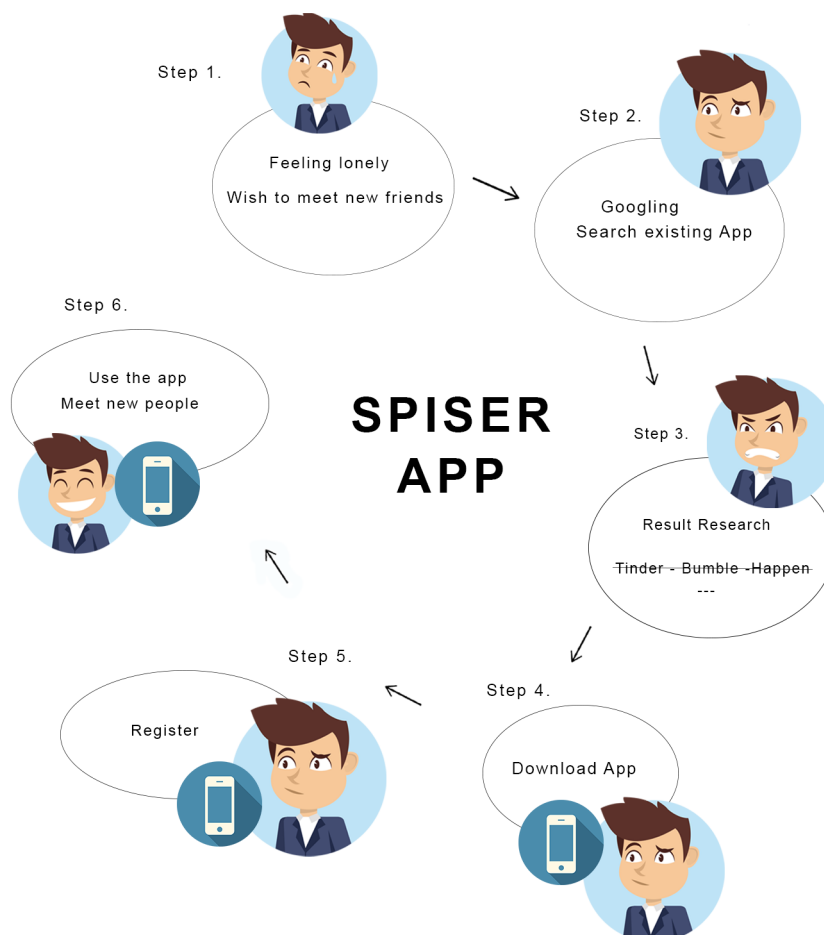 Step 1.
Feeling lonely
Wish to meet new friends
Step 2.
Googling
Search existing App
Step 3.
Result Research
Tinder - Bumble -Happen
---
Step 4.
Download App
Step 5.
Register
Step 6.
Use the app
Meet new people
SPISER
APP